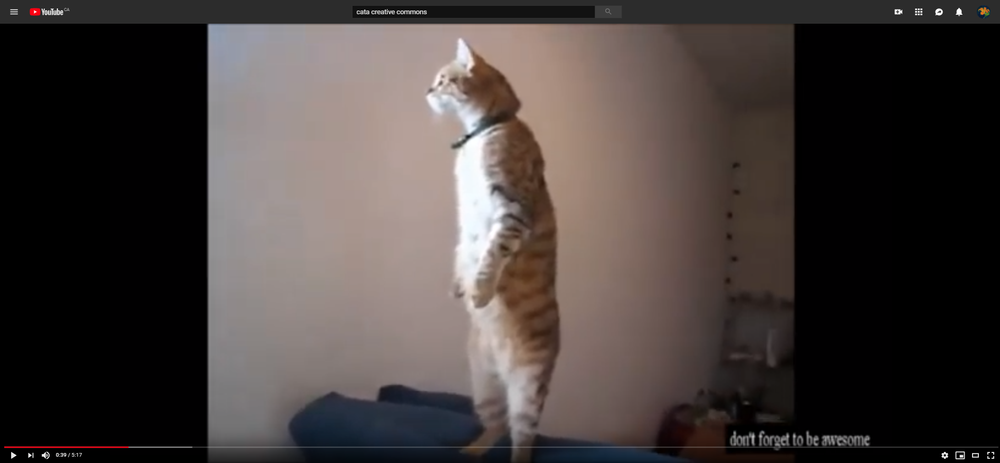 YouTube CA
cata creative commons
don't forget to be awesome
0:39 / 5:17